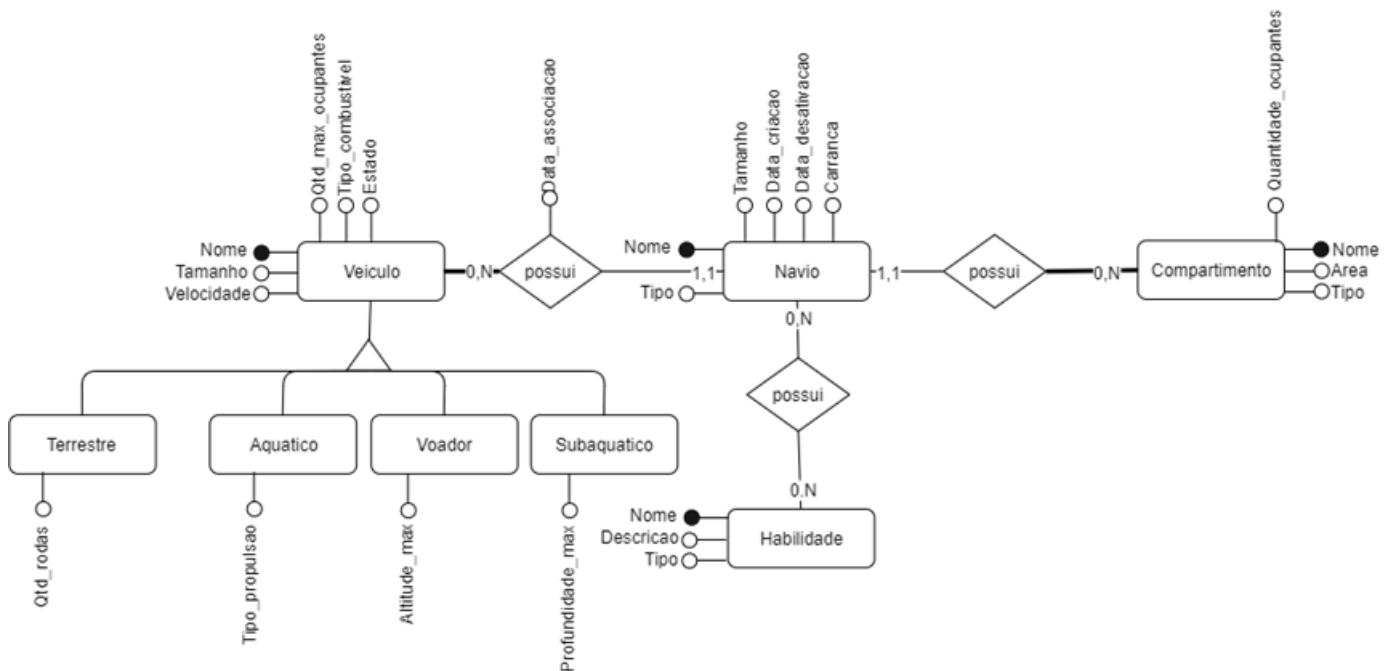 Quantidade_ocupantes
Qtd_max_ocupantes
Tipo_combustivel
Estado
Data_associacao
Tamanho
Data_criacao
Data_desativacao
Carranca
Nome
Tamanho
Velocidade
Veiculo
0,N
possui
1,1
Nome
Tipo
Navio
1,1
possui
0,N
Compartimento
Nome
Area
Tipo
0,N
possui
0.N
Terrestre
Aquatico
Voador
Subaquatico
Qtd_rodas
Tipo_propulsao
Altitude_max
Profundidade_max
Nome
Descricao
Tipo
Habilidade